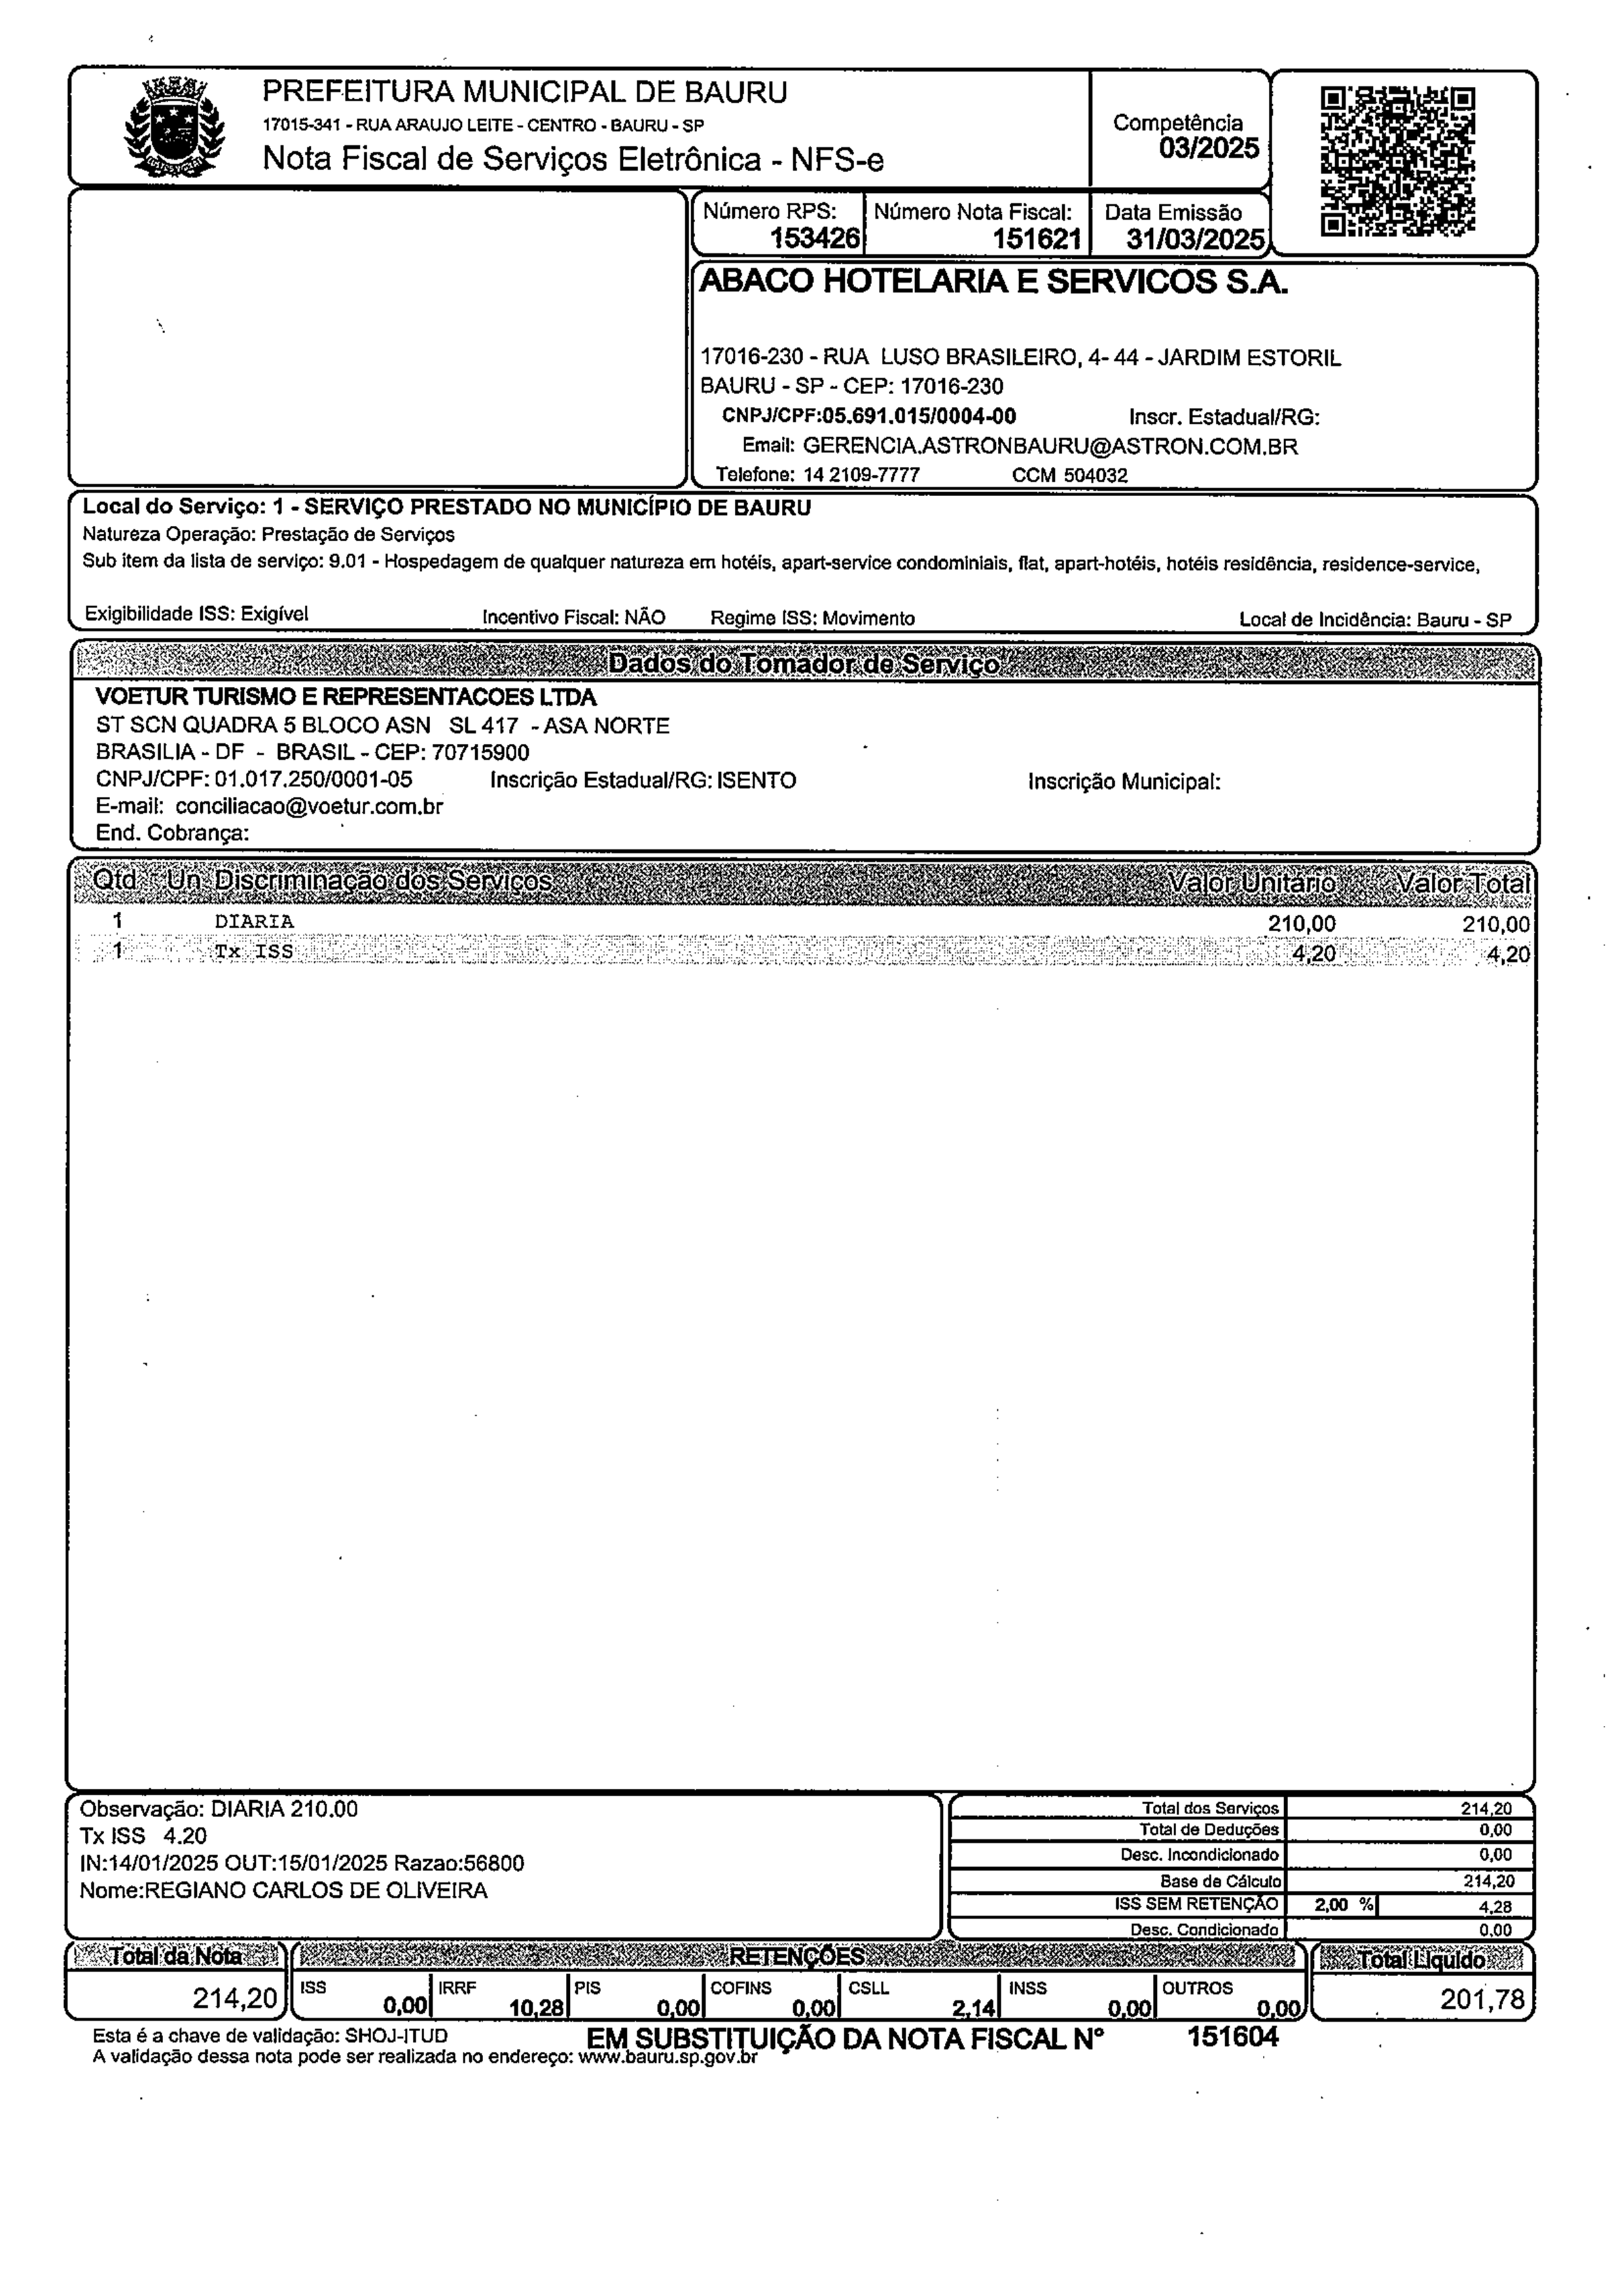 PREFEITURA MUNICIPAL DE BAURU
17015-341 - RUA ARAUJO LEITE - CENTRO - BAURU - SP
Nota Fiscal de Serviços Eletrônica - NFS-e
Competência
03/2025
Número RPS: Número Nota Fiscal: Data Emissão
153426 151621 31/03/2025
ABACO HOTELARIA E SERVICOS S.A.
17016-230 - RUA LUSO BRASILEIRO, 4- 44 - JARDIM ESTORIL
BAURU - SP - CEP: 17016-230
CNPJ/CPF:05.691.015/0004-00 Inscr. Estadual/RG:
Email: GERENCIA.ASTRONBAURU@ASTRON.COM.BR
Telefone: 14 2109-7777 CCM 504032
Local do Serviço: 1 - SERVIÇO PRESTADO NO MUNICÍPIO DE BAURU
Natureza Operação: Prestação de Serviços
Sub item da lista de serviço: 9.01 - Hospedagem de qualquer natureza em hotéis, apart-service condominiais, flat, apart-hotéis, hotéis residência, residence-service,
Exigibilidade ISS: Exigível Incentivo Fiscal: NÃO Regime ISS: Movimento Local de Incidência: Bauru - SP
Dados do Tomador de Serviço
VOETUR TURISMO E REPRESENTACOES LTDA
ST SCN QUADRA 5 BLOCO ASN SL 417 - ASA NORTE
BRASILIA - DF - BRASIL - CEP: 70715900
CNPJ/CPF: 01.017.250/0001-05 Inscrição Estadual/RG: ISENTO Inscrição Municipal:
E-mail: conciliacao@voetur.com.br
End. Cobrança:
Qtd Un Discriminação dos Serviços Valor Unitário Valor Total
1 DIARIA 210,00 210,00
1 Tx ISS 4,20 4,20
Observação: DIARIA 210.00
Tx ISS 4.20
IN:14/01/2025 OUT:15/01/2025 Razao:56800
Nome:REGIANO CARLOS DE OLIVEIRA
Total dos Serviços 214,20
Total de Deduções 0,00
Desc. Incondicionado 0,00
Base de Cálculo 214,20
ISS SEM RETENÇÃO 2,00 % 4,28
Desc. Condicionado 0,00
Total da Nota RETENÇÕES Total Liquido
ISS IRRF PIS COFINS CSLL INSS OUTROS
214,20 0,00 10,28 0,00 0,00 2,14 0,00 0,00 201,78
Esta é a chave de validação: SHOJ-ITUD EM SUBSTITUIÇÃO DA NOTA FISCAL Nº 151604
A validação dessa nota pode ser realizada no endereço: www.bauru.sp.gov.br